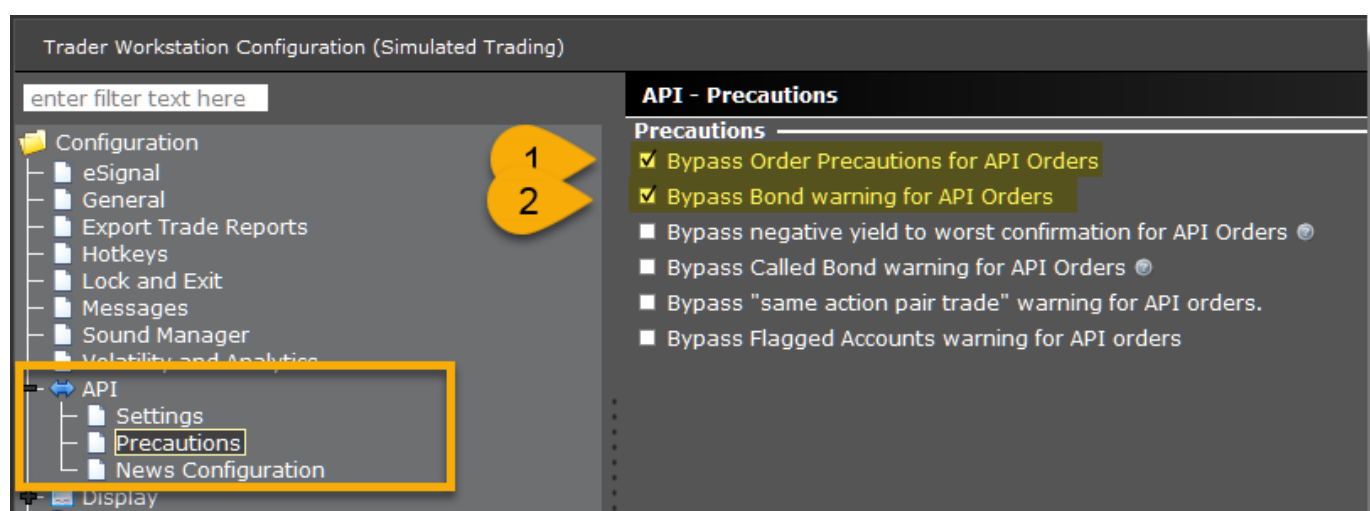 Trader Workstation Configuration (Simulated Trading)
enter filter text here
Configuration
eSignal
General
Export Trade Reports
Hotkeys
Lock and Exit
Messages
Sound Manager
Volatility and Analytics
API
Settings
Precautions
News Configuration
Display
API - Precautions
Precautions
1
Bypass Order Precautions for API Orders
2
Bypass Bond warning for API Orders
Bypass negative yield to worst confirmation for API Orders
Bypass Called Bond warning for API Orders
Bypass "same action pair trade" warning for API orders.
Bypass Flagged Accounts warning for API orders